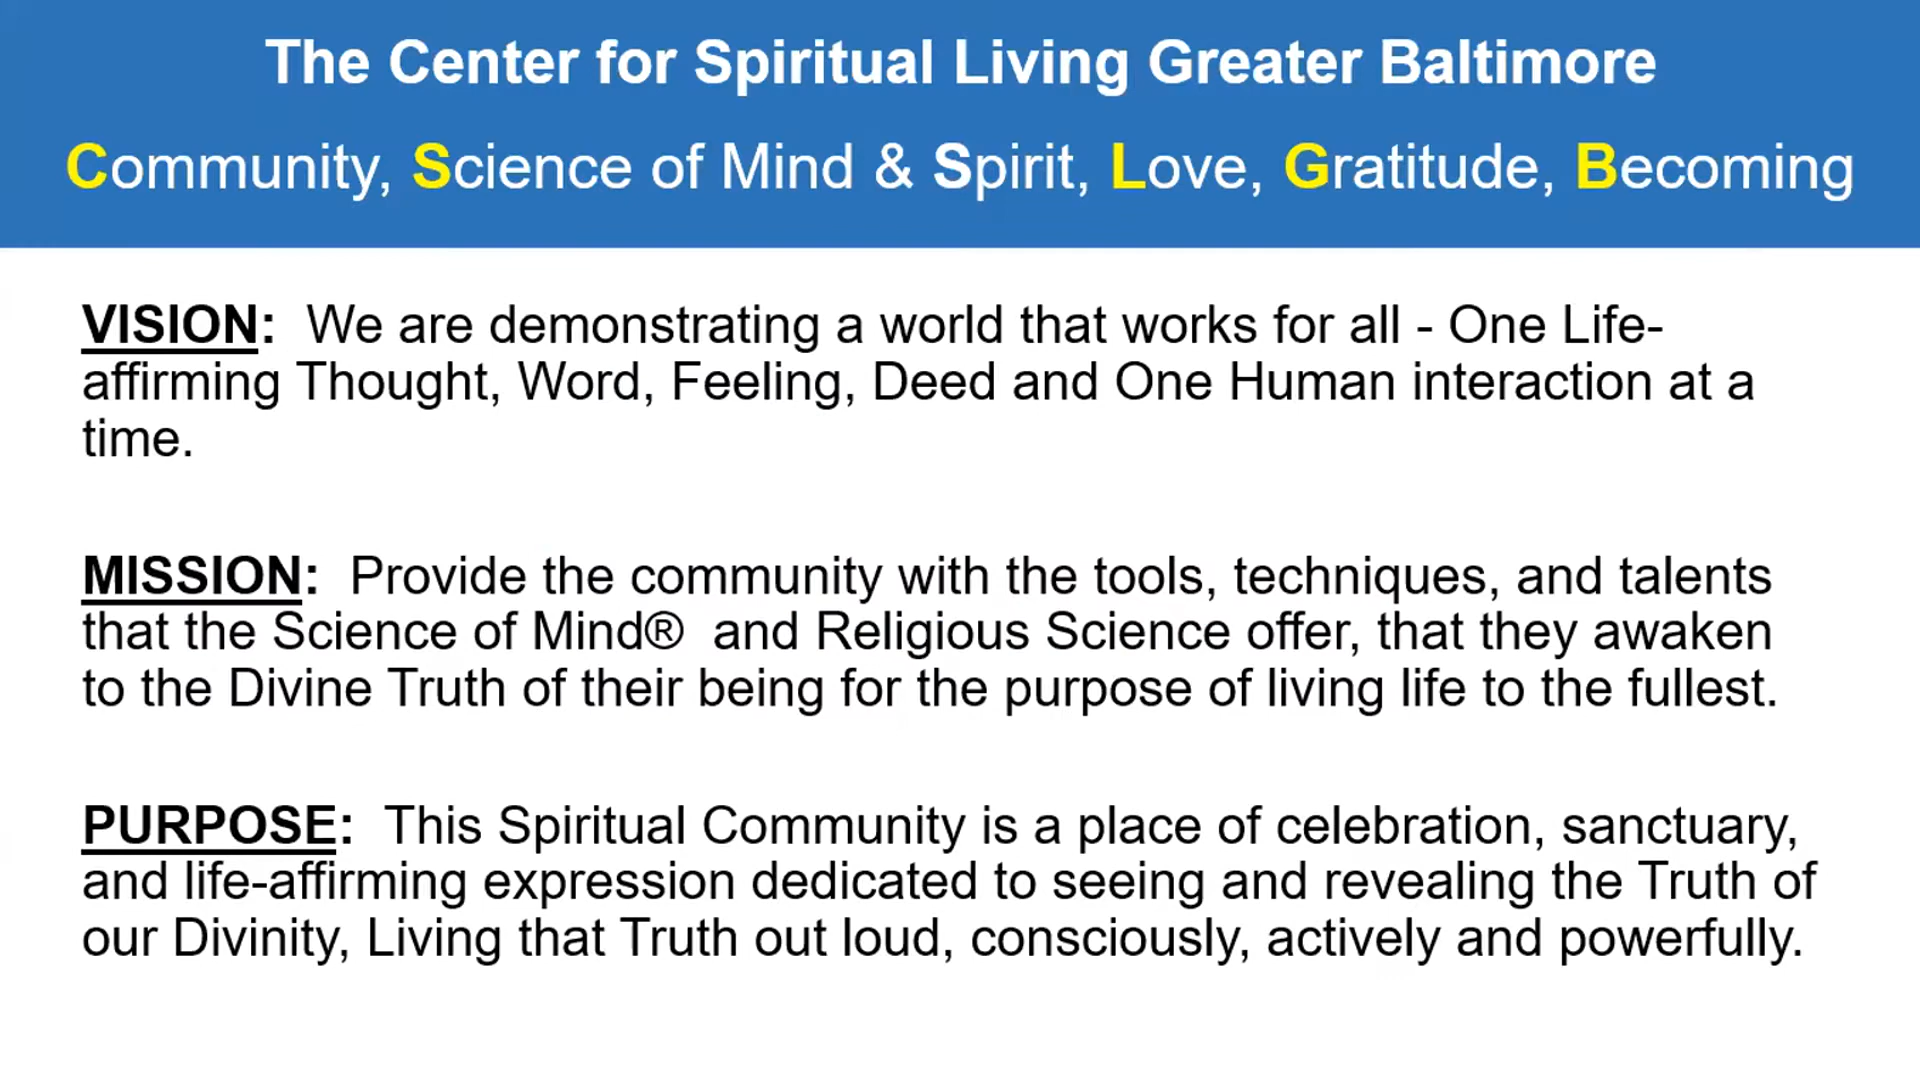 The Center for Spiritual Living Greater Baltimore
Community, Science of Mind & Spirit, Love, Gratitude, Becoming
VISION:  We are demonstrating a world that works for all - One Life-
affirming Thought, Word, Feeling, Deed and One Human interaction at a
time.
MISSION:  Provide the community with the tools, techniques, and talents
that the Science of Mind®  and Religious Science offer, that they awaken
to the Divine Truth of their being for the purpose of living life to the fullest.
PURPOSE:  This Spiritual Community is a place of celebration, sanctuary,
and life-affirming expression dedicated to seeing and revealing the Truth of
our Divinity, Living that Truth out loud, consciously, actively and powerfully.